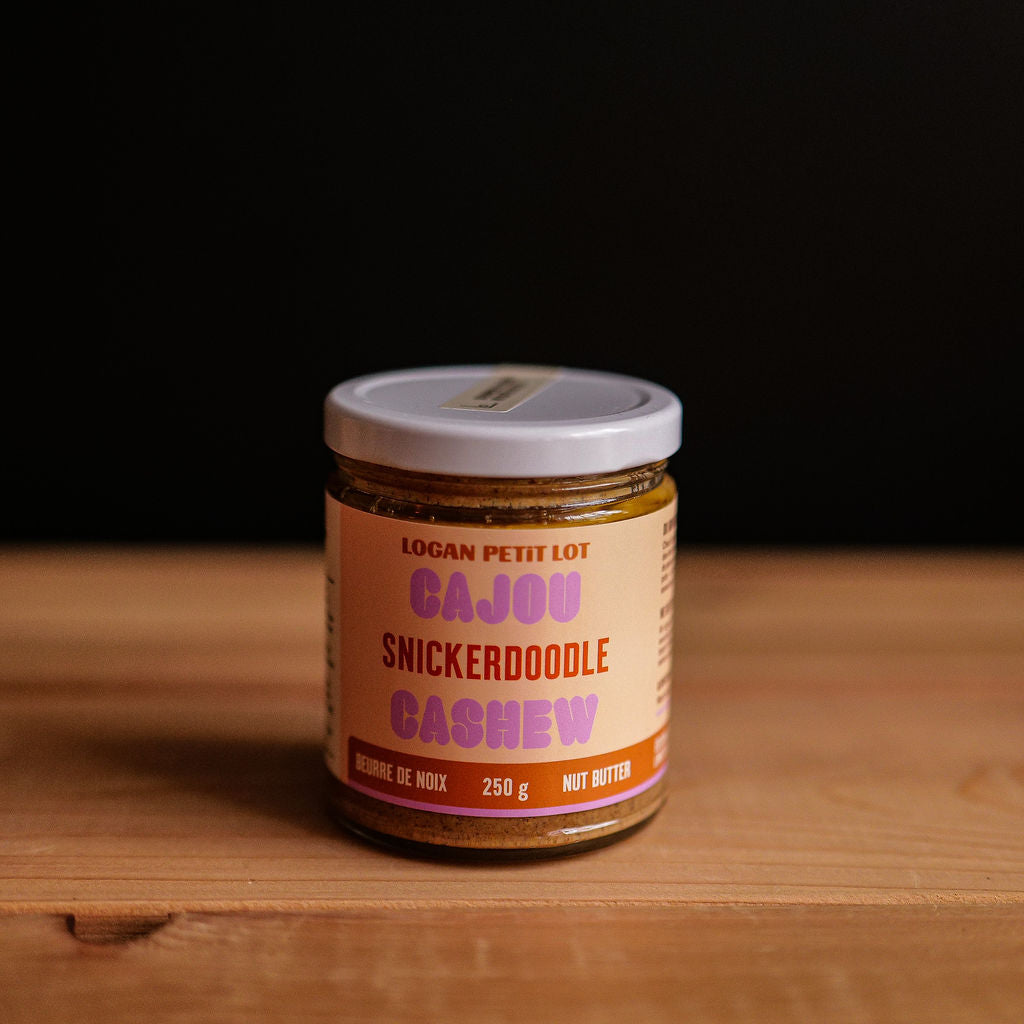 LOGAN PETiT LOT
CAJOU
SNICKERDOODLE
CASHEW
BEURRE DE NOIX 250 g NUT BUTTER